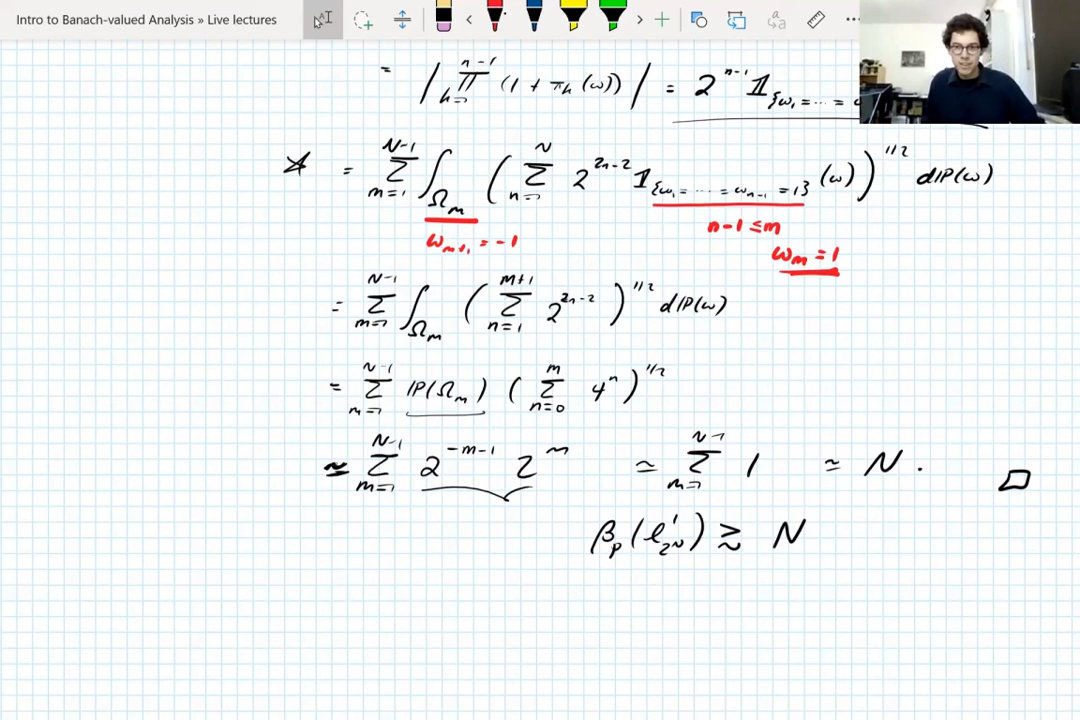 Intro to Banach-valued Analysis » Live lectures
= | ∏_{k=1}^{n-1} (1 + π_k(ω)) | = 2^{n-1} 𝟙_{{ω_1 = ... =
☆ = Σ_{m=1}^{N-1} ∫_{Ω_m} ( Σ_{n=1}^{N} 2^{2n-2} 𝟙_{{ω_1 = ... = ω_{n-1} = 1}} (ω) )^{1/2} dℙ(ω)
ω_{m+1} = -1
n-1 ≤ m
ω_m = 1
= Σ_{m=1}^{N-1} ∫_{Ω_m} ( Σ_{n=1}^{m+1} 2^{2n-2} )^{1/2} dℙ(ω)
= Σ_{m=1}^{N-1} ℙ(Ω_m) ( Σ_{n=0}^{m} 4^n )^{1/2}
≃ Σ_{m=1}^{N-1} 2^{-m-1} 2^m ≃ Σ_{m=1}^{N-1} 1 ≃ N. □
β_p(ℓ^1_{2^N}) ≳ N